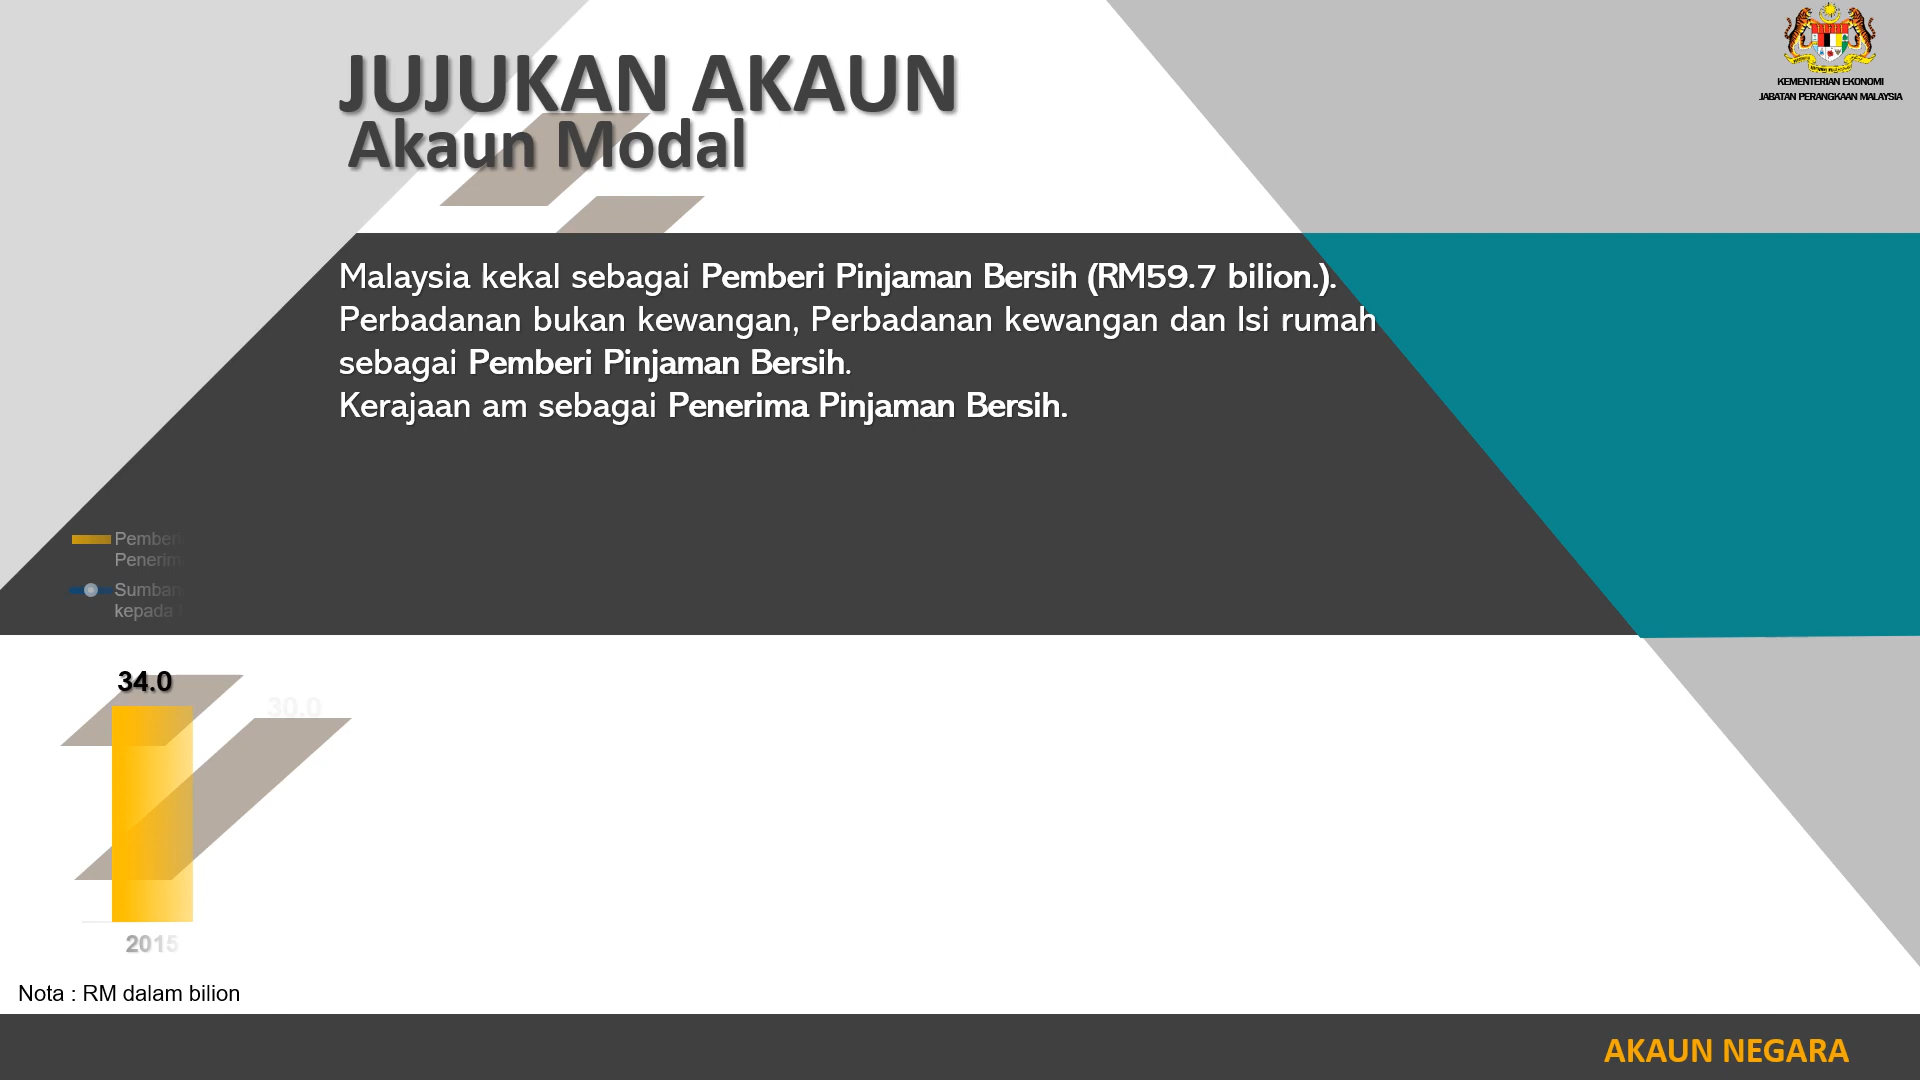 JUJUKAN AKAUN
Akaun Modal
KEMENTERIAN EKONOMI
JABATAN PERANGKAAN MALAYSIA
Malaysia kekal sebagai Pemberi Pinjaman Bersih (RM59.7 bilion.).
Perbadanan bukan kewangan, Perbadanan kewangan dan Isi rumah
sebagai Pemberi Pinjaman Bersih.
Kerajaan am sebagai Penerima Pinjaman Bersih.
kepada
34.0
30.0
2015
Nota : RM dalam bilion
AKAUN NEGARA